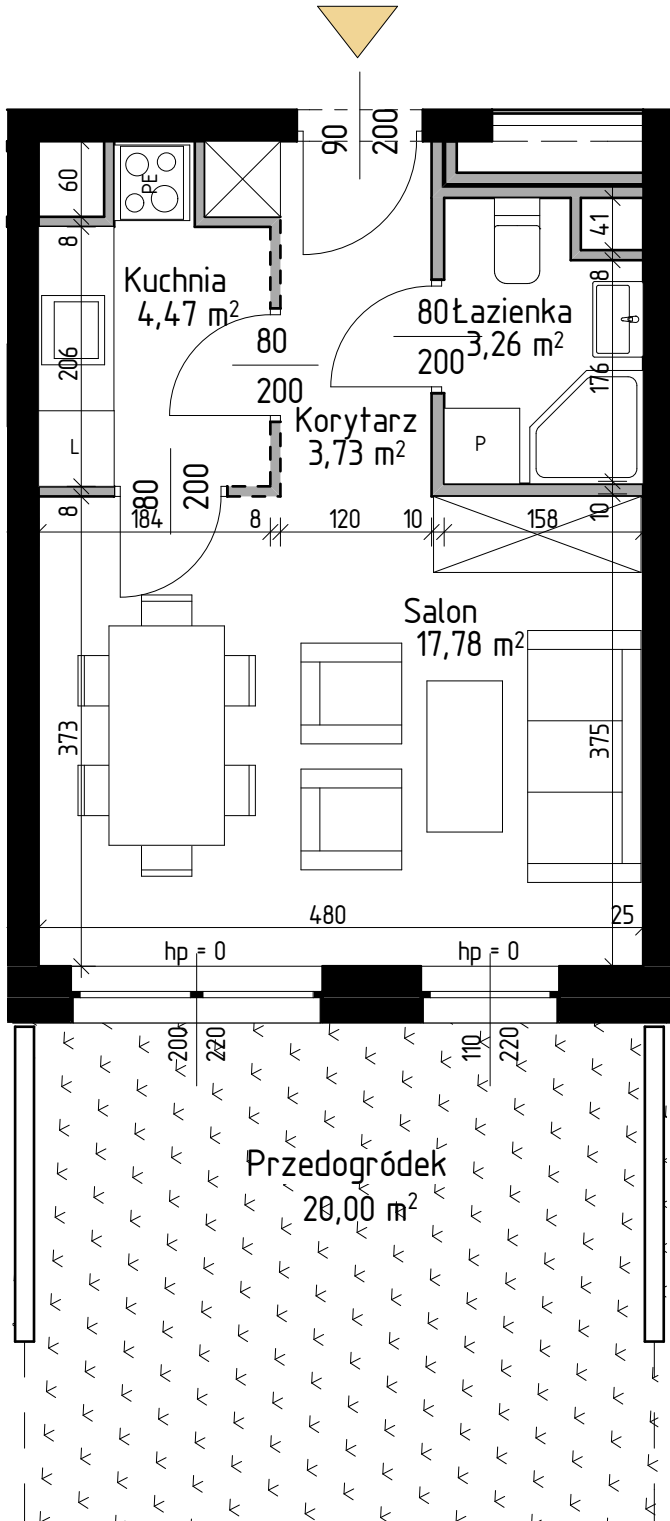 90
200
60
PE
41
8
8
Kuchnia
4,47 m²
80
200
80
200
Łazienka
3,26 m²
206
176
Korytarz
3,73 m²
L
P
80
200
8
10
184
8
120
10
158
Salon
17,78 m²
373
375
480
25
hp = 0
hp = 0
200
220
110
220
Przedogródek
20,00 m²